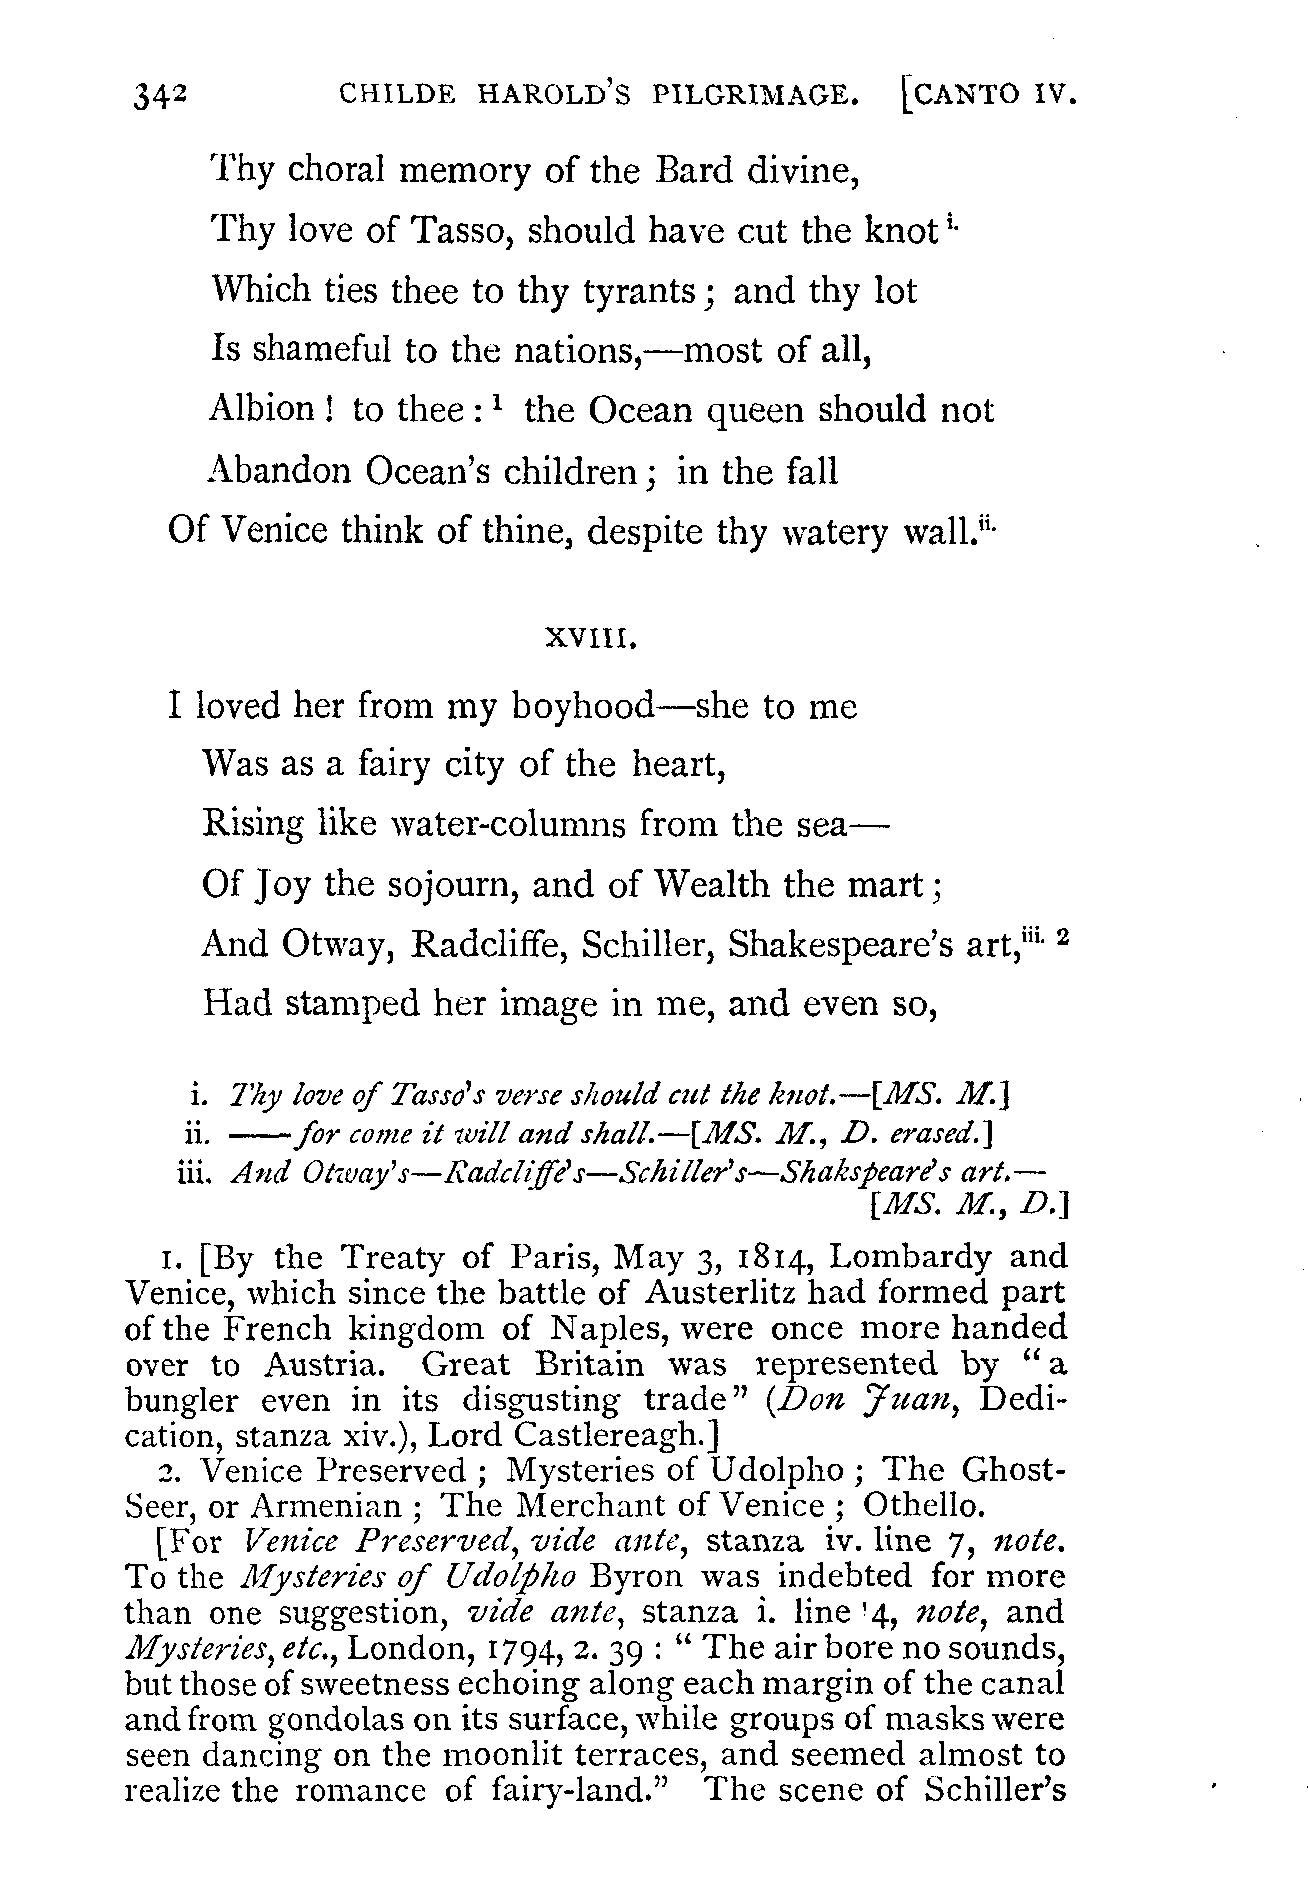 342 CHILDE HAROLD'S PILGRIMAGE. [CANTO IV.
Thy choral memory of the Bard divine,
Thy love of Tasso, should have cut the knot i.
Which ties thee to thy tyrants; and thy lot
Is shameful to the nations,—most of all,
Albion! to thee: 1 the Ocean queen should not
Abandon Ocean's children; in the fall
Of Venice think of thine, despite thy watery wall. ii.
XVIII.
I loved her from my boyhood—she to me
Was as a fairy city of the heart,
Rising like water-columns from the sea—
Of Joy the sojourn, and of Wealth the mart;
And Otway, Radcliffe, Schiller, Shakespeare's art, iii. 2
Had stamped her image in me, and even so,
i. Thy love of Tasso's verse should cut the knot.—[MS. M.]
ii. ——for come it will and shall.—[MS. M., D. erased.]
iii. And Otway's—Radcliffe's—Schiller's—Shakspeare's art.—
[MS. M., D.]
1. [By the Treaty of Paris, May 3, 1814, Lombardy and
Venice, which since the battle of Austerlitz had formed part
of the French kingdom of Naples, were once more handed
over to Austria. Great Britain was represented by "a
bungler even in its disgusting trade" (Don Juan, Dedi-
cation, stanza xiv.), Lord Castlereagh.]
2. Venice Preserved; Mysteries of Udolpho; The Ghost-
Seer, or Armenian; The Merchant of Venice; Othello.
[For Venice Preserved, vide ante, stanza iv. line 7, note.
To the Mysteries of Udolpho Byron was indebted for more
than one suggestion, vide ante, stanza i. line 4, note, and
Mysteries, etc., London, 1794, 2. 39: "The air bore no sounds,
but those of sweetness echoing along each margin of the canal
and from gondolas on its surface, while groups of masks were
seen dancing on the moonlit terraces, and seemed almost to
realize the romance of fairy-land." The scene of Schiller's